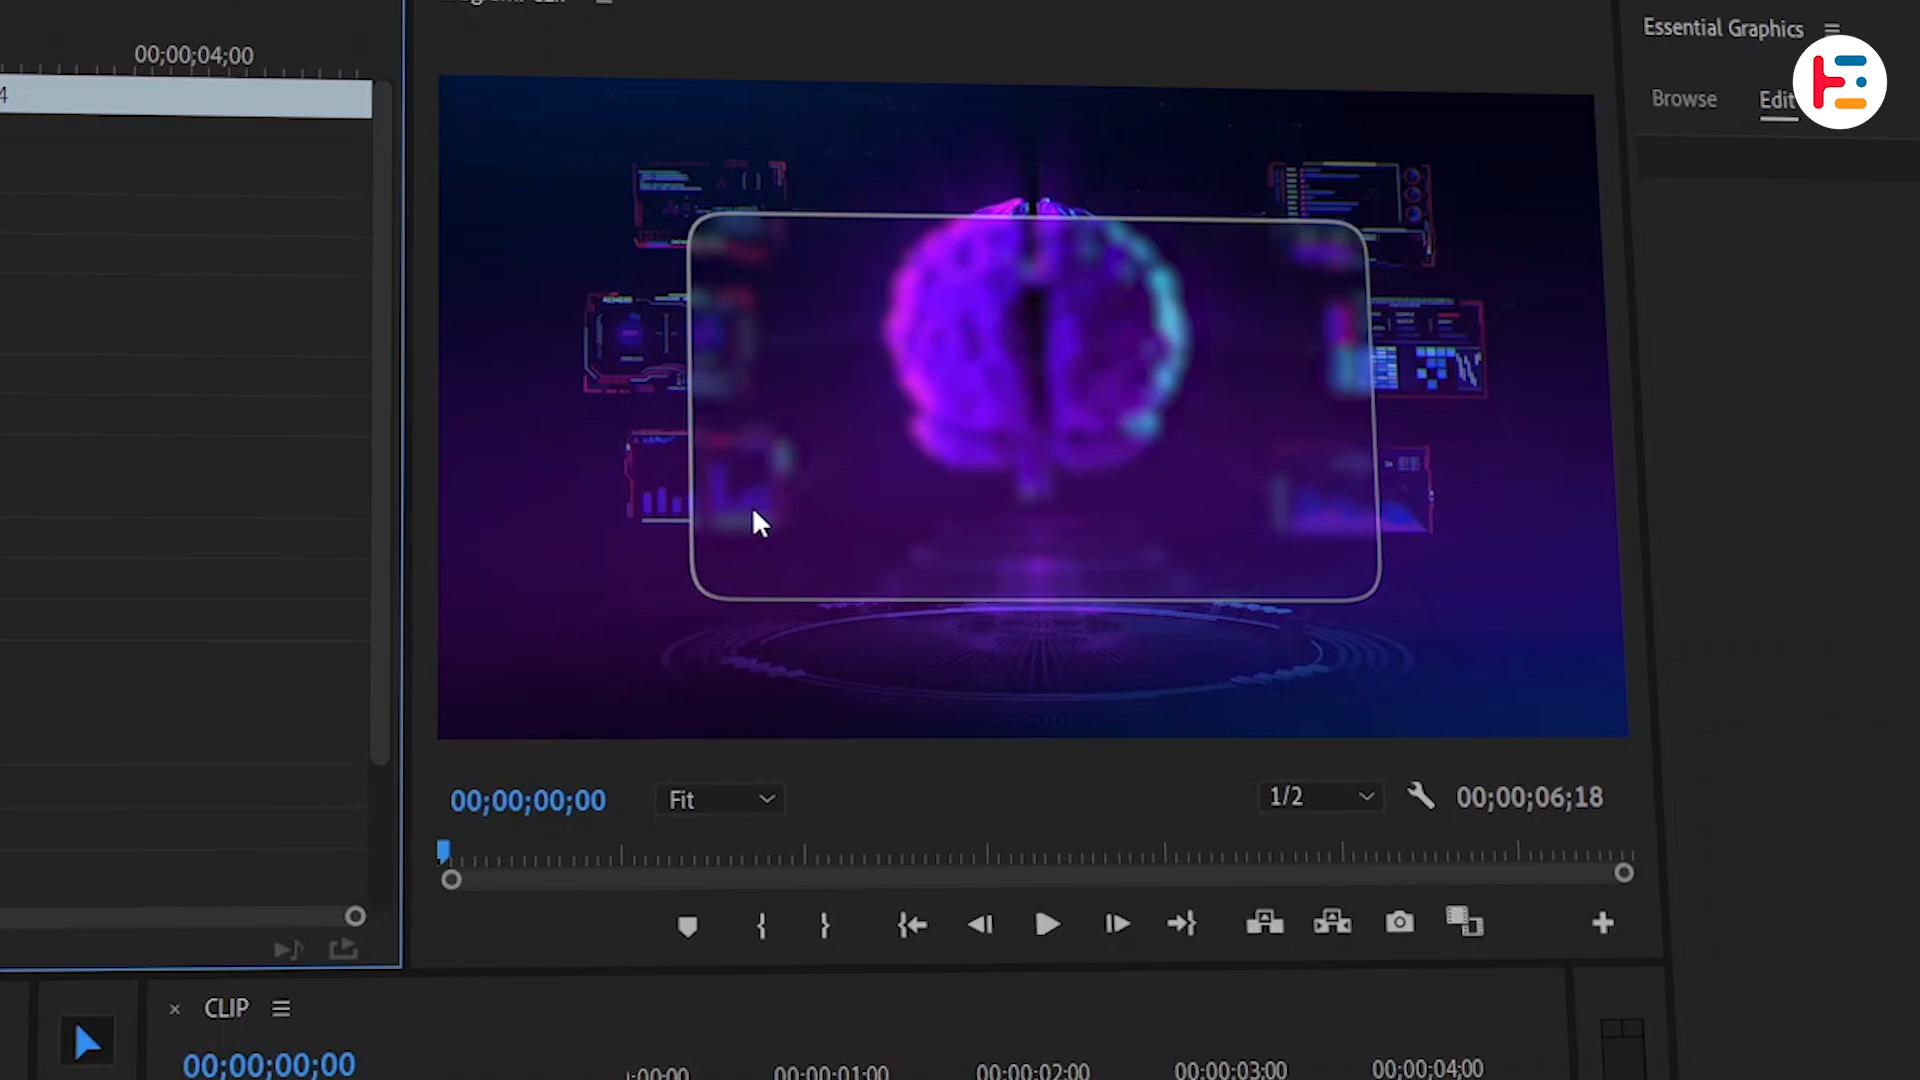 00;00;04;00
4
Essential Graphics
Browse
Edit
00;00;00;00
Fit
1/2
00;00;06;18
CLIP
00;00;00;00
00:00:01:00
00:00:02:00
00:00:03:00
00:00:04:00